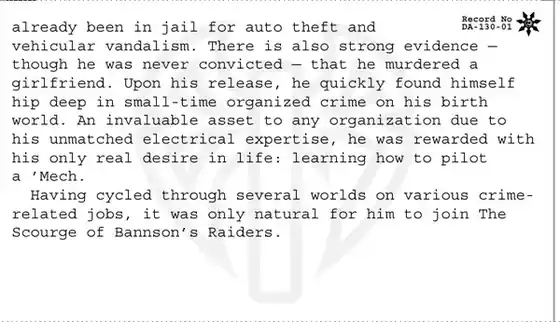 already been in jail for auto theft and
Record No
DA-130-01
vehicular vandalism. There is also strong evidence —
though he was never convicted — that he murdered a
girlfriend. Upon his release, he quickly found himself
hip deep in small-time organized crime on his birth
world. An invaluable asset to any organization due to
his unmatched electrical expertise, he was rewarded with
his only real desire in life: learning how to pilot
a ’Mech.
Having cycled through several worlds on various crime-
related jobs, it was only natural for him to join The
Scourge of Bannson’s Raiders.